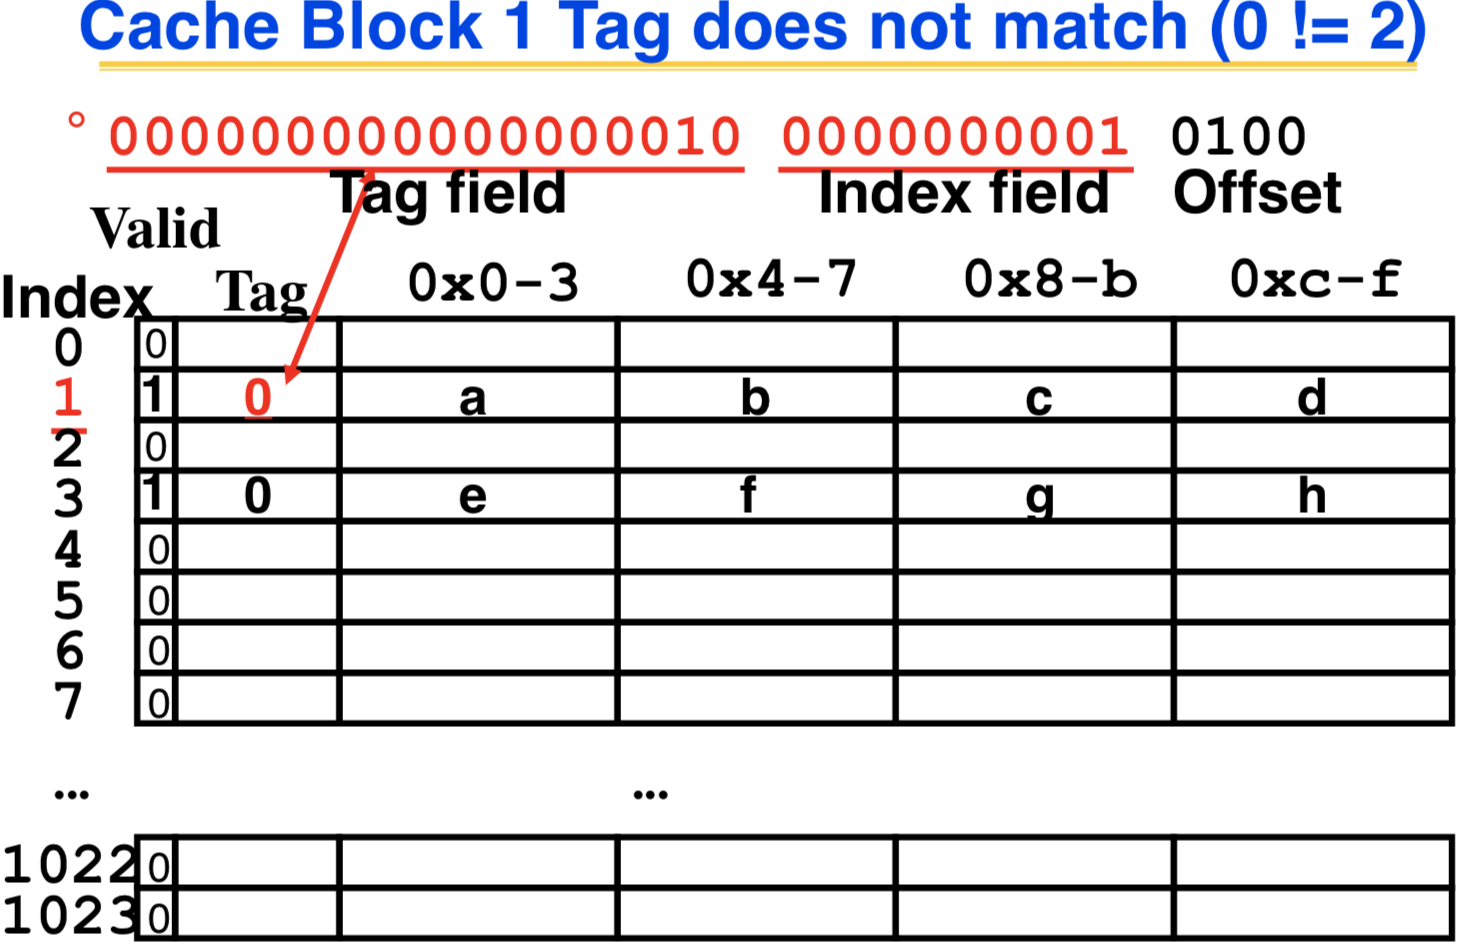 Cache Block 1 Tag does not match (0 != 2)
° 000000000000000010 0000000001 0100
Tag field Index field Offset
Valid
Index Tag 0x0-3 0x4-7 0x8-b 0xc-f
0 0
1 1 0 a b c d
2 0
3 1 0 e f g h
4 0
5 0
6 0
7 0
... ...
1022 0
1023 0